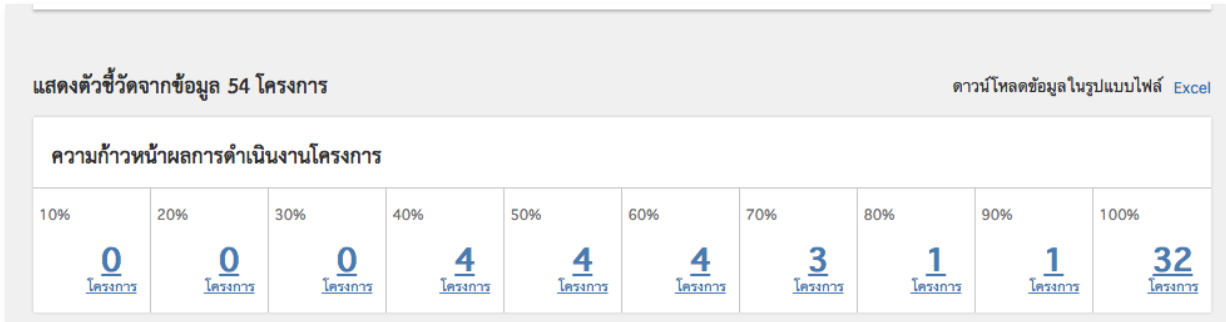 แสดงตัวชี้วัดจากข้อมูล 54 โครงการ
ดาวน์โหลดข้อมูลในรูปแบบไฟล์ Excel
ความก้าวหน้าผลการดำเนินงานโครงการ
10% 20% 30% 40% 50% 60% 70% 80% 90% 100%
0 0 0 4 4 4 3 1 1 32
โครงการ โครงการ โครงการ โครงการ โครงการ โครงการ โครงการ โครงการ โครงการ โครงการ